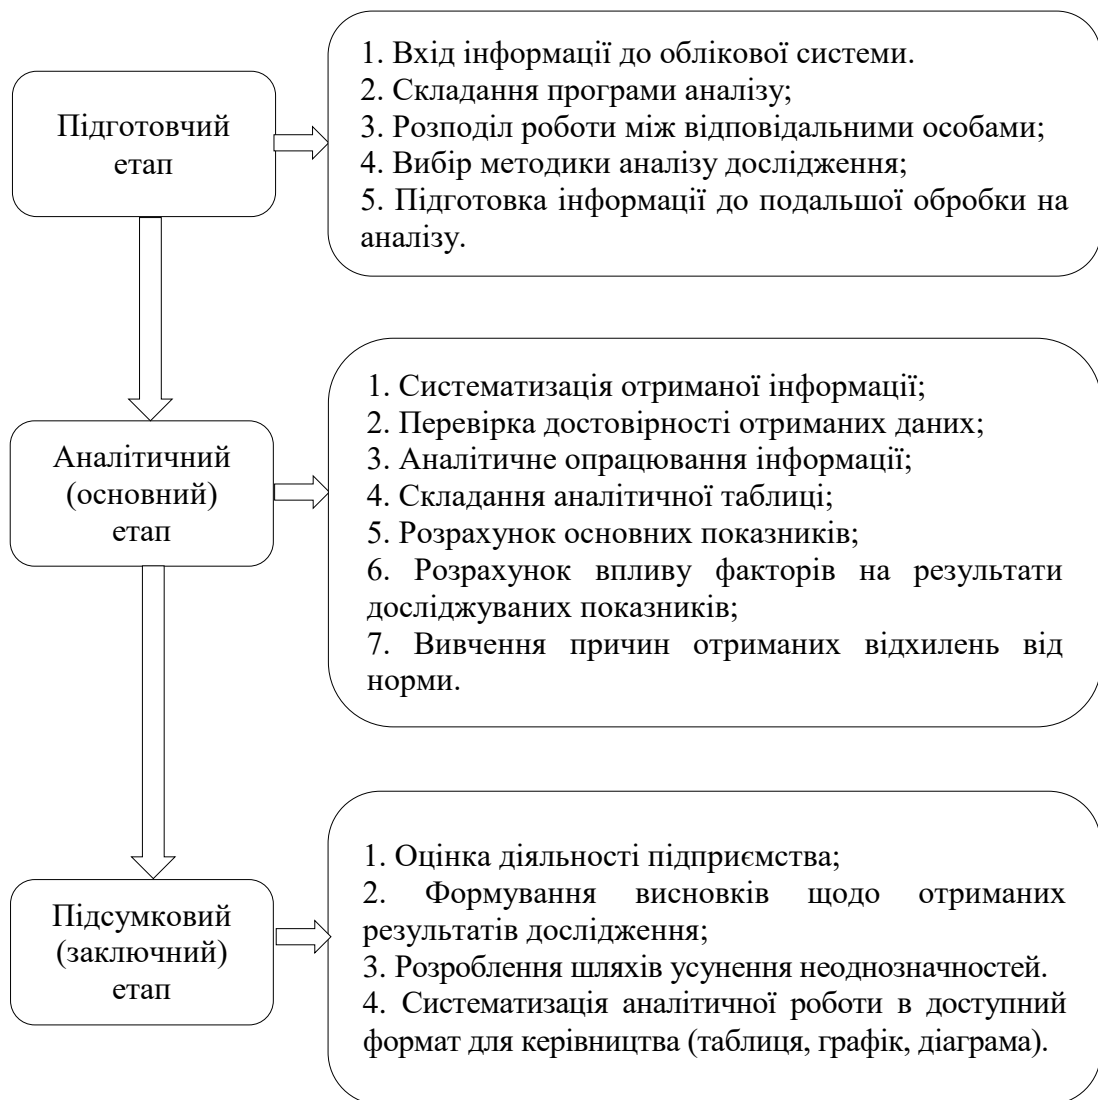 Підготовчий
етап
1. Вхід інформації до облікової системи.
2. Складання програми аналізу;
3. Розподіл роботи між відповідальними особами;
4. Вибір методики аналізу дослідження;
5. Підготовка інформації до подальшої обробки на
аналізу.
Аналітичний
(основний)
етап
1. Систематизація отриманої інформації;
2. Перевірка достовірності отриманих даних;
3. Аналітичне опрацювання інформації;
4. Складання аналітичної таблиці;
5. Розрахунок основних показників;
6. Розрахунок впливу факторів на результати
досліджуваних показників;
7. Вивчення причин отриманих відхилень від
норми.
Підсумковий
(заключний)
етап
1. Оцінка діяльності підприємства;
2. Формування висновків щодо отриманих
результатів дослідження;
3. Розроблення шляхів усунення неоднозначностей.
4. Систематизація аналітичної роботи в доступний
формат для керівництва (таблиця, графік, діаграма).